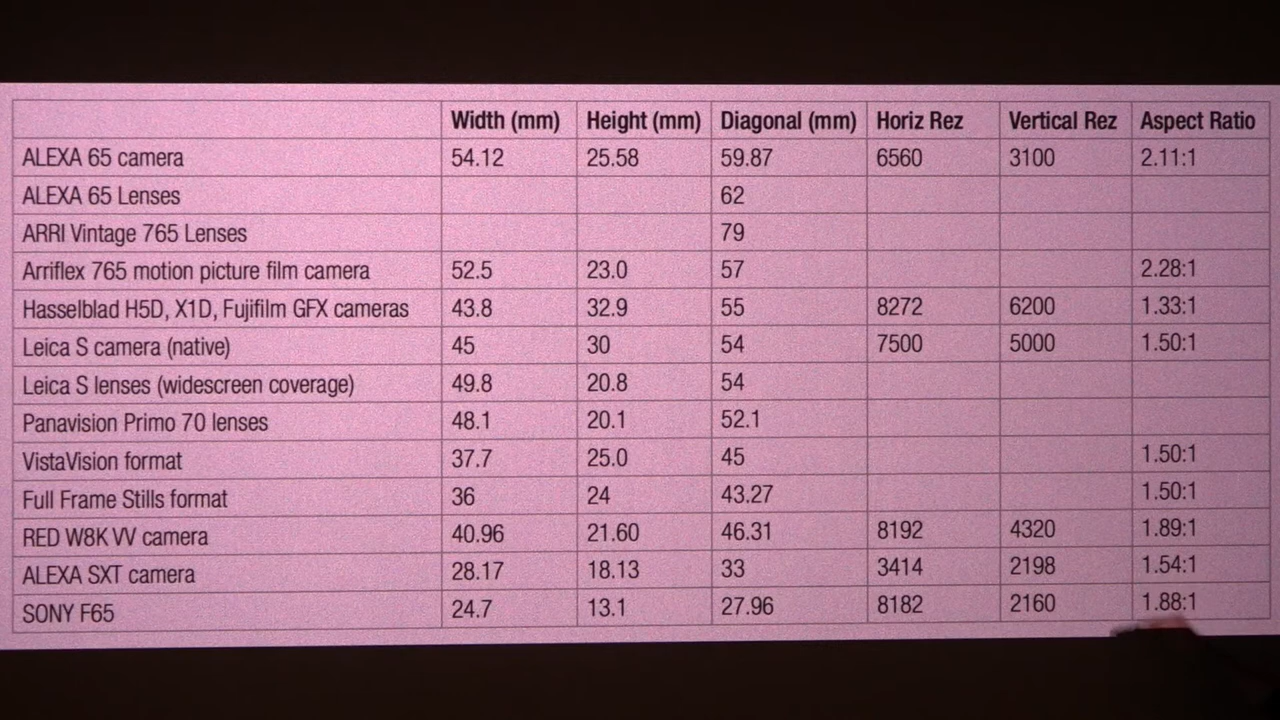 Width (mm) Height (mm) Diagonal (mm) Horiz Rez Vertical Rez Aspect Ratio
ALEXA 65 camera 54.12 25.58 59.87 6560 3100 2.11:1
ALEXA 65 Lenses 62
ARRI Vintage 765 Lenses 79
Arriflex 765 motion picture film camera 52.5 23.0 57 2.28:1
Hasselblad H5D, X1D, Fujifilm GFX cameras 43.8 32.9 55 8272 6200 1.33:1
Leica S camera (native) 45 30 54 7500 5000 1.50:1
Leica S lenses (widescreen coverage) 49.8 20.8 54
Panavision Primo 70 lenses 48.1 20.1 52.1
VistaVision format 37.7 25.0 45 1.50:1
Full Frame Stills format 36 24 43.27 1.50:1
RED W8K VV camera 40.96 21.60 46.31 8192 4320 1.89:1
ALEXA SXT camera 28.17 18.13 33 3414 2198 1.54:1
SONY F65 24.7 13.1 27.96 8182 2160 1.88:1